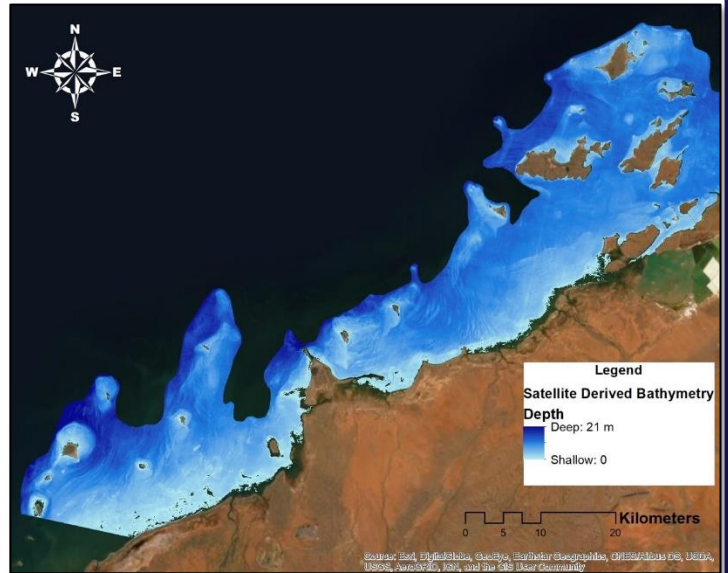 N
W E
S
Legend
Satellite Derived Bathymetry
Depth
Deep: 21 m
Shallow: 0
Kilometers
0 5 10 20
Source: Esri, DigitalGlobe, GeoEye, Earthstar Geographics, CNES/Airbus DS, USDA,
USGS, AeroGRID, IGN, and the GIS User Community